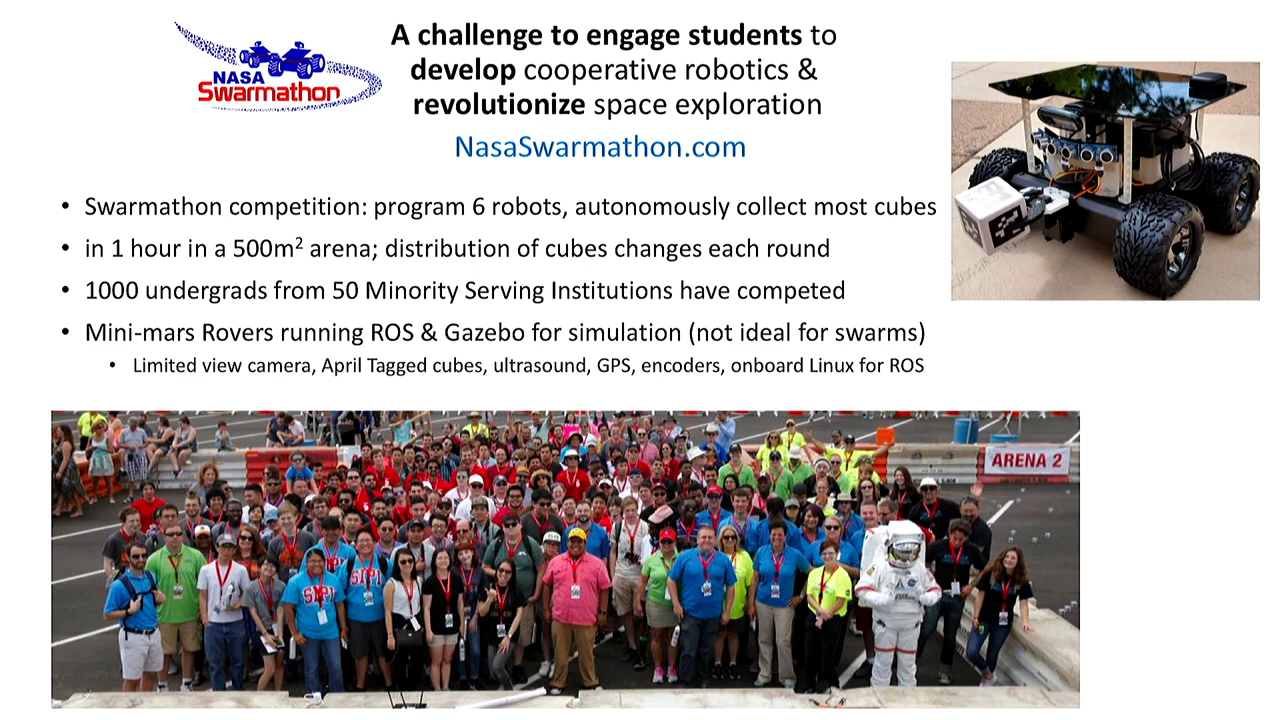 NASA
Swarmathon
A challenge to engage students to
develop cooperative robotics &
revolutionize space exploration
NasaSwarmathon.com
• Swarmathon competition: program 6 robots, autonomously collect most cubes
• in 1 hour in a 500m² arena; distribution of cubes changes each round
• 1000 undergrads from 50 Minority Serving Institutions have competed
• Mini-mars Rovers running ROS & Gazebo for simulation (not ideal for swarms)
• Limited view camera, April Tagged cubes, ultrasound, GPS, encoders, onboard Linux for ROS
ARENA 2
SIPI
SIPI